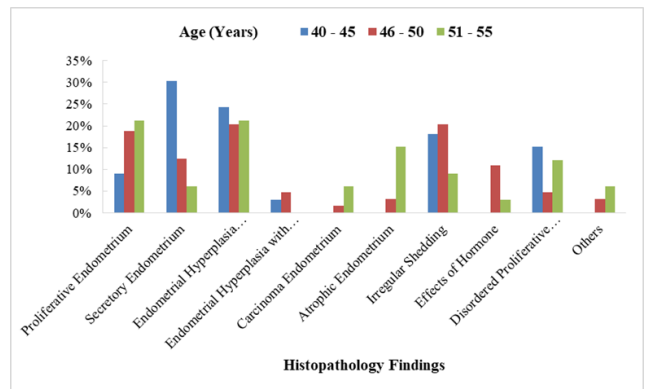 Age (Years) 40 - 45 46 - 50 51 - 55
35%
30%
25%
20%
15%
10%
5%
0%
Proliferative Endometrium
Secretory Endometrium
Endometrial Hyperplasia…
Endometrial Hyperplasia with…
Carcinoma Endometrium
Atrophic Endometrium
Irregular Shedding
Effects of Hormone
Disordered Proliferative…
Others
Histopathology Findings